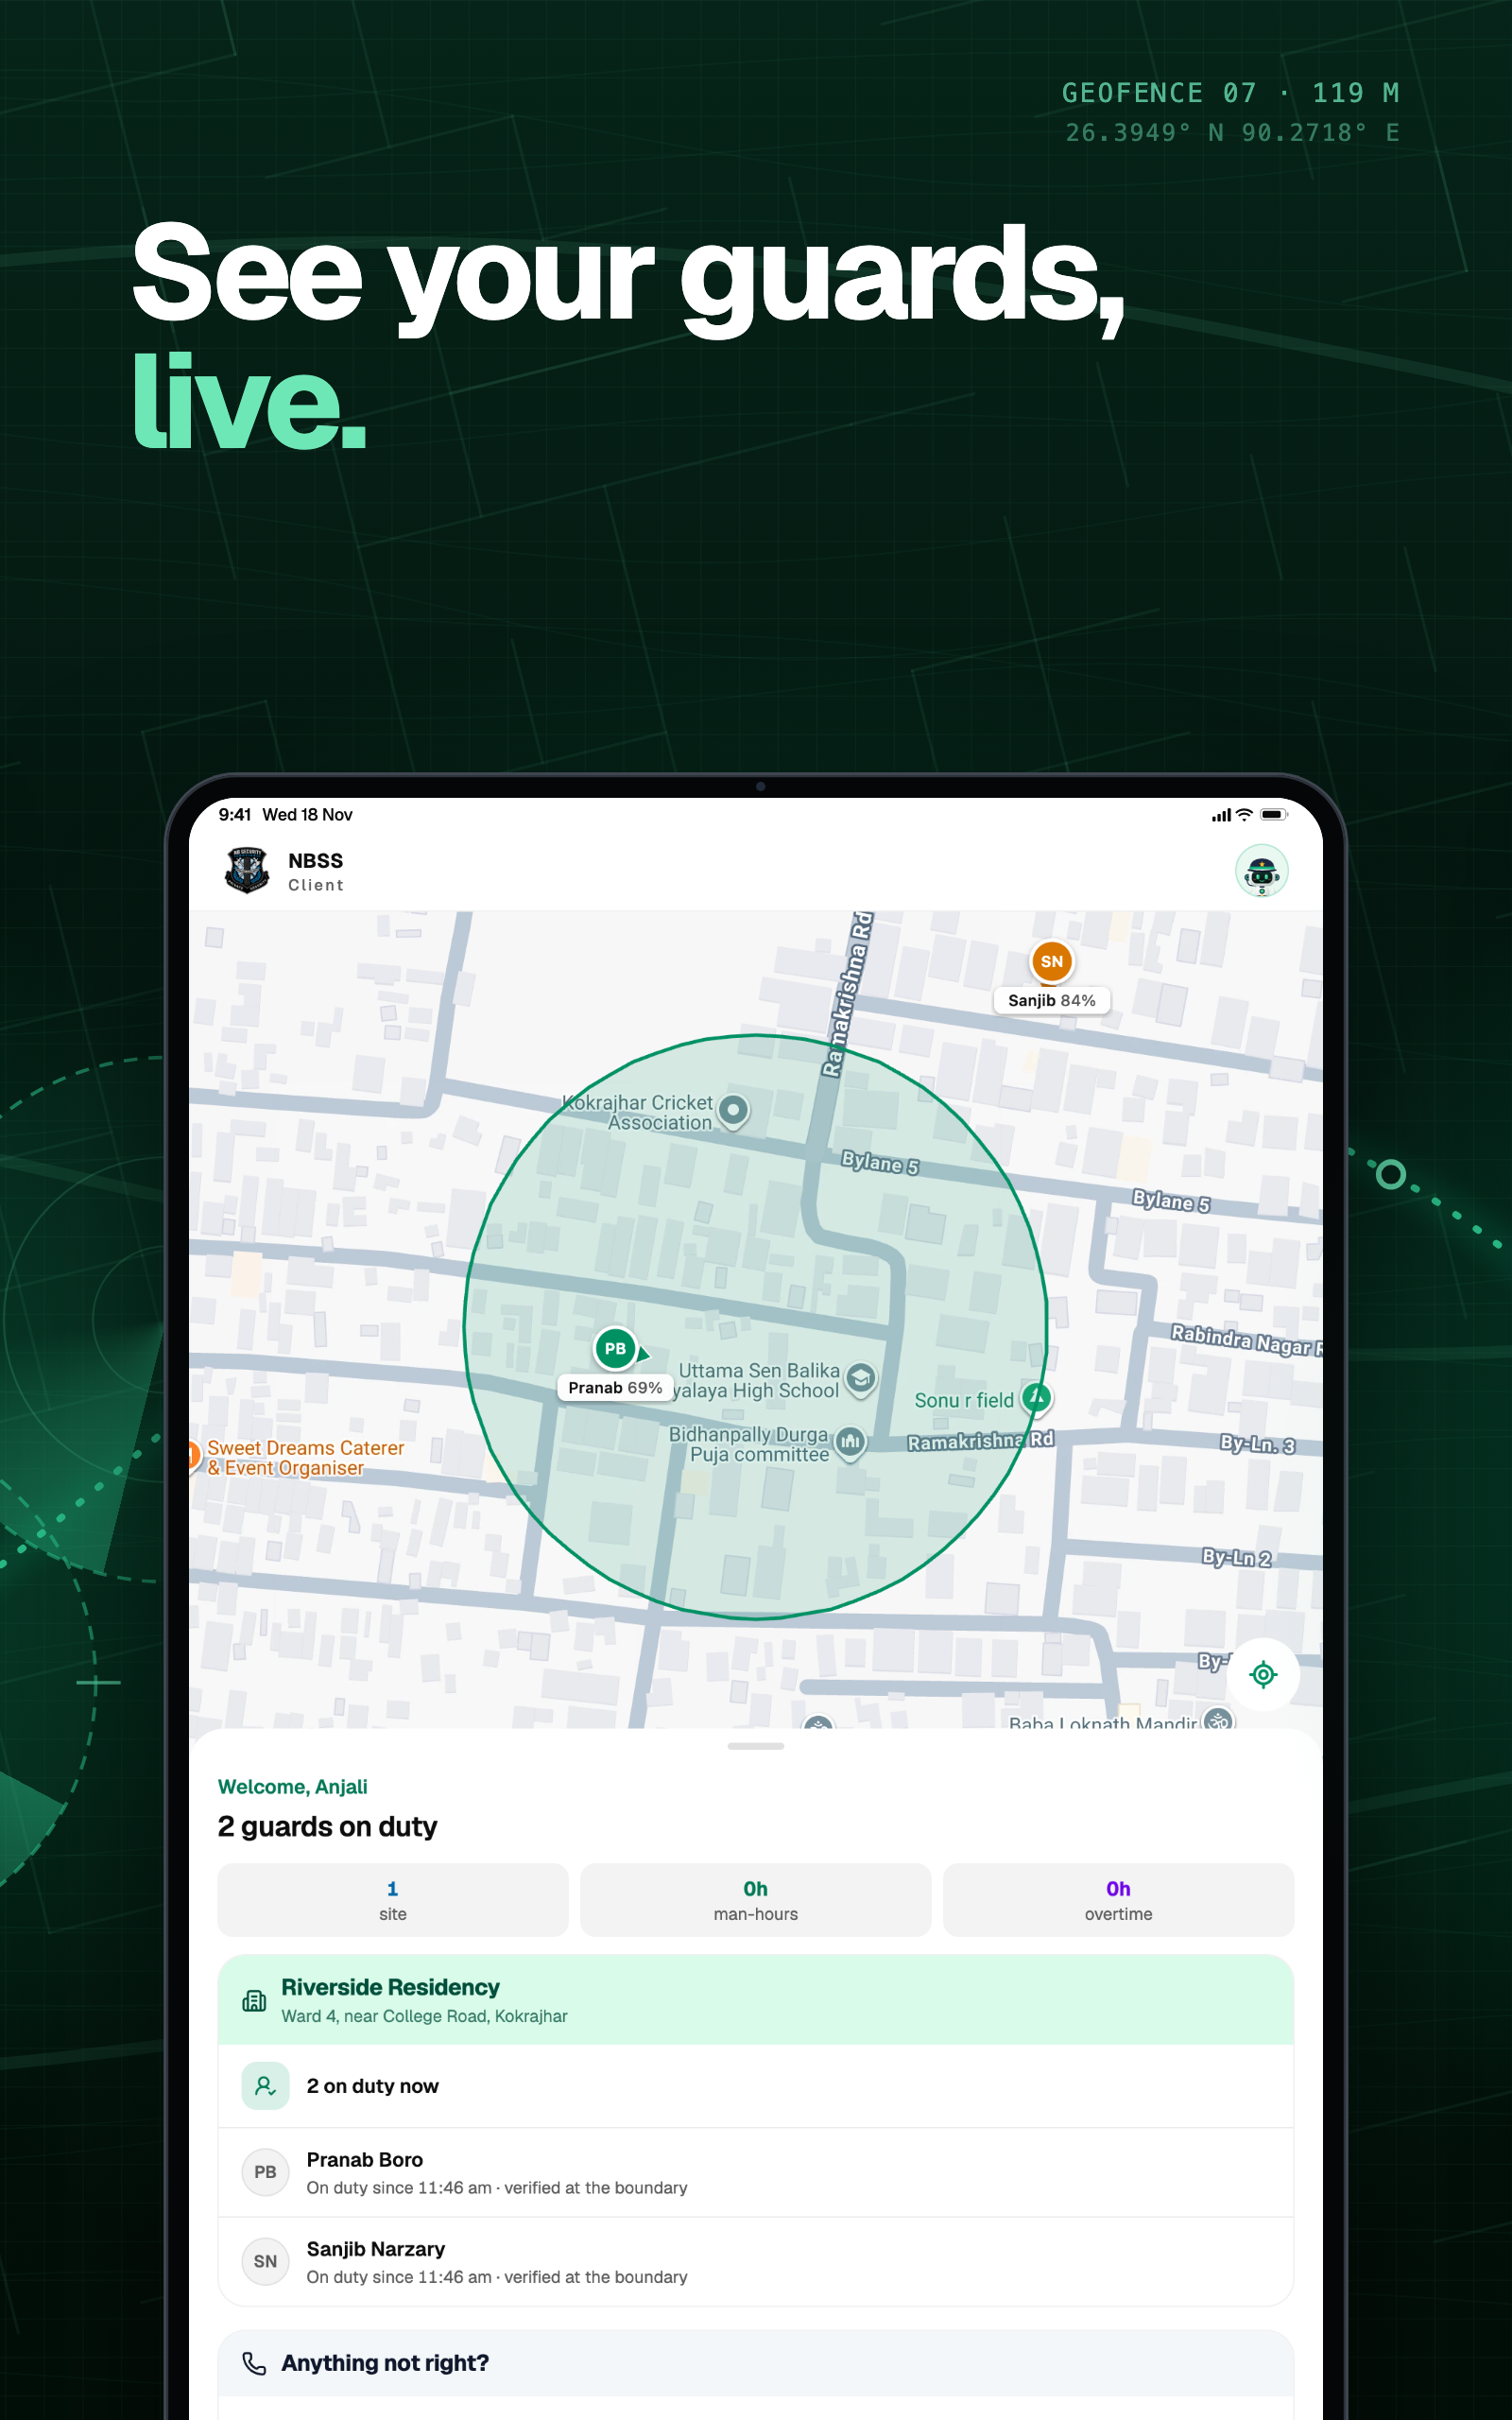 GEOFENCE 07 · 119 M
26.3949° N 90.2718° E
See your guards,
live.
9:41 Wed 18 Nov
NBSS
Client
Ramakrishna Rd
SN
Sanjib 84%
Kokrajhar Cricket
Association
Bylane 5
Bylane 5
Rabindra Nagar R
PB
Pranab 69%
Uttama Sen Balika
yalaya High School
Sonu r field
Bidhanpally Durga
Puja committee
Ramakrishna Rd
By-Ln. 3
Sweet Dreams Caterer
& Event Organiser
By-Ln 2
By-
Baba Loknath Mandir
Welcome, Anjali
2 guards on duty
1
site
0h
man-hours
0h
overtime
Riverside Residency
Ward 4, near College Road, Kokrajhar
2 on duty now
PB
Pranab Boro
On duty since 11:46 am · verified at the boundary
SN
Sanjib Narzary
On duty since 11:46 am · verified at the boundary
Anything not right?